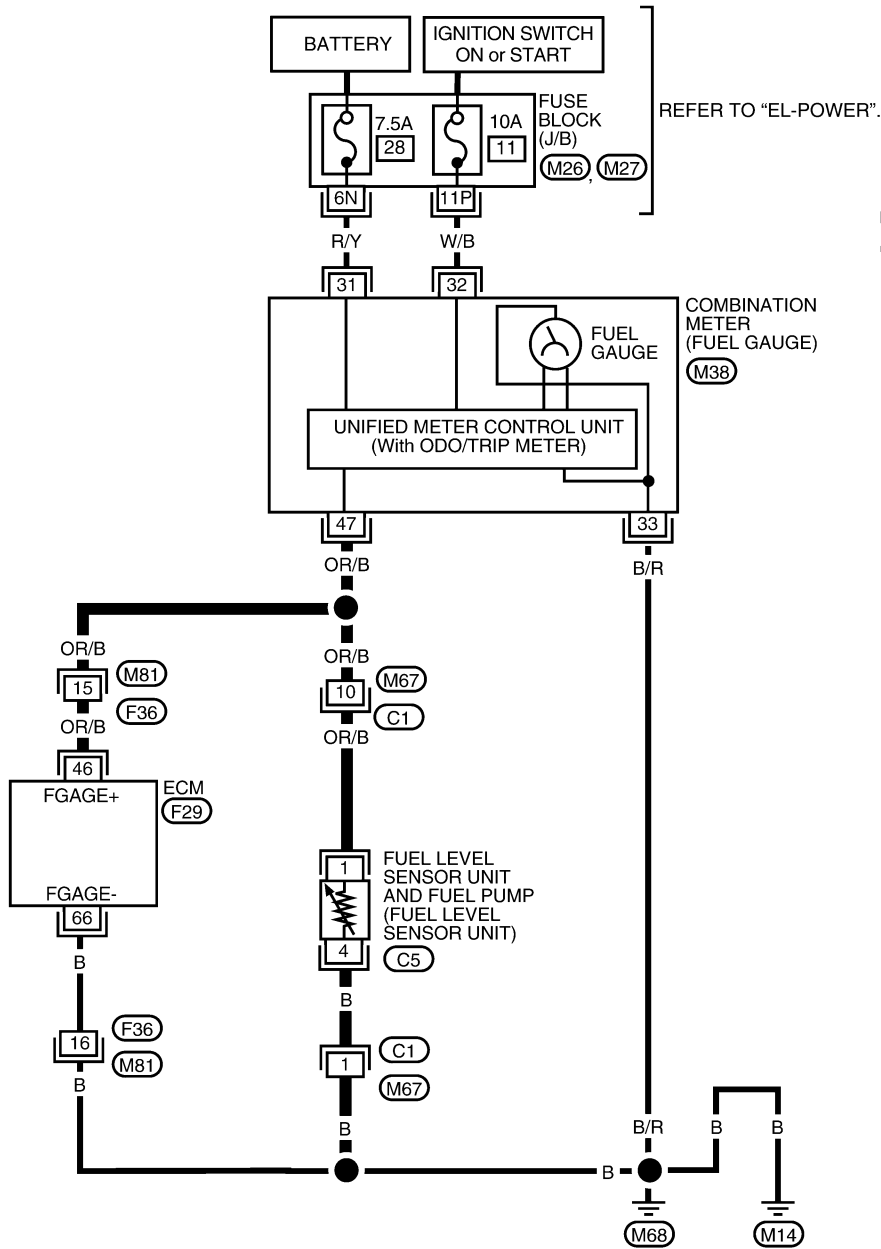 BATTERY
IGNITION SWITCH
ON or START
FUSE
BLOCK
(J/B)
REFER TO “EL-POWER”.
7.5A
28
10A
11
M26 , M27
6N
11P
R/Y
W/B
31
32
COMBINATION
METER
(FUEL GAUGE)
M38
FUEL
GAUGE
UNIFIED METER CONTROL UNIT
(With ODO/TRIP METER)
47
33
OR/B
B/R
OR/B
OR/B
15
M81
F36
10
M67
C1
OR/B
OR/B
46
FGAGE+
ECM
F29
FGAGE-
66
1
FUEL LEVEL
SENSOR UNIT
AND FUEL PUMP
(FUEL LEVEL
SENSOR UNIT)
4
C5
B
B
16
F36
M81
1
C1
M67
B
B
B/R
B
B
B
M68
M14